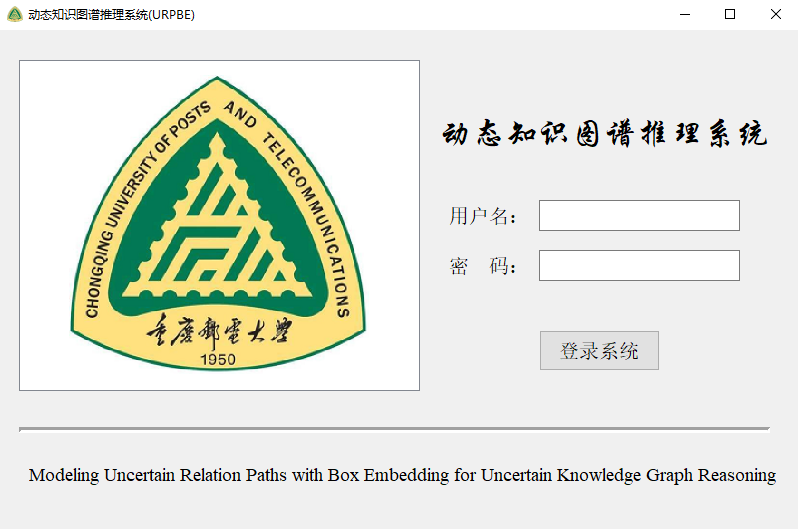 动态知识图谱推理系统(URPBE)
CHONGQING UNIVERSITY OF POSTS AND TELECOMMUNICATIONS
重庆邮电大学
1950
动态知识图谱推理系统
用户名：
密 码：
登录系统
Modeling Uncertain Relation Paths with Box Embedding for Uncertain Knowledge Graph Reasoning